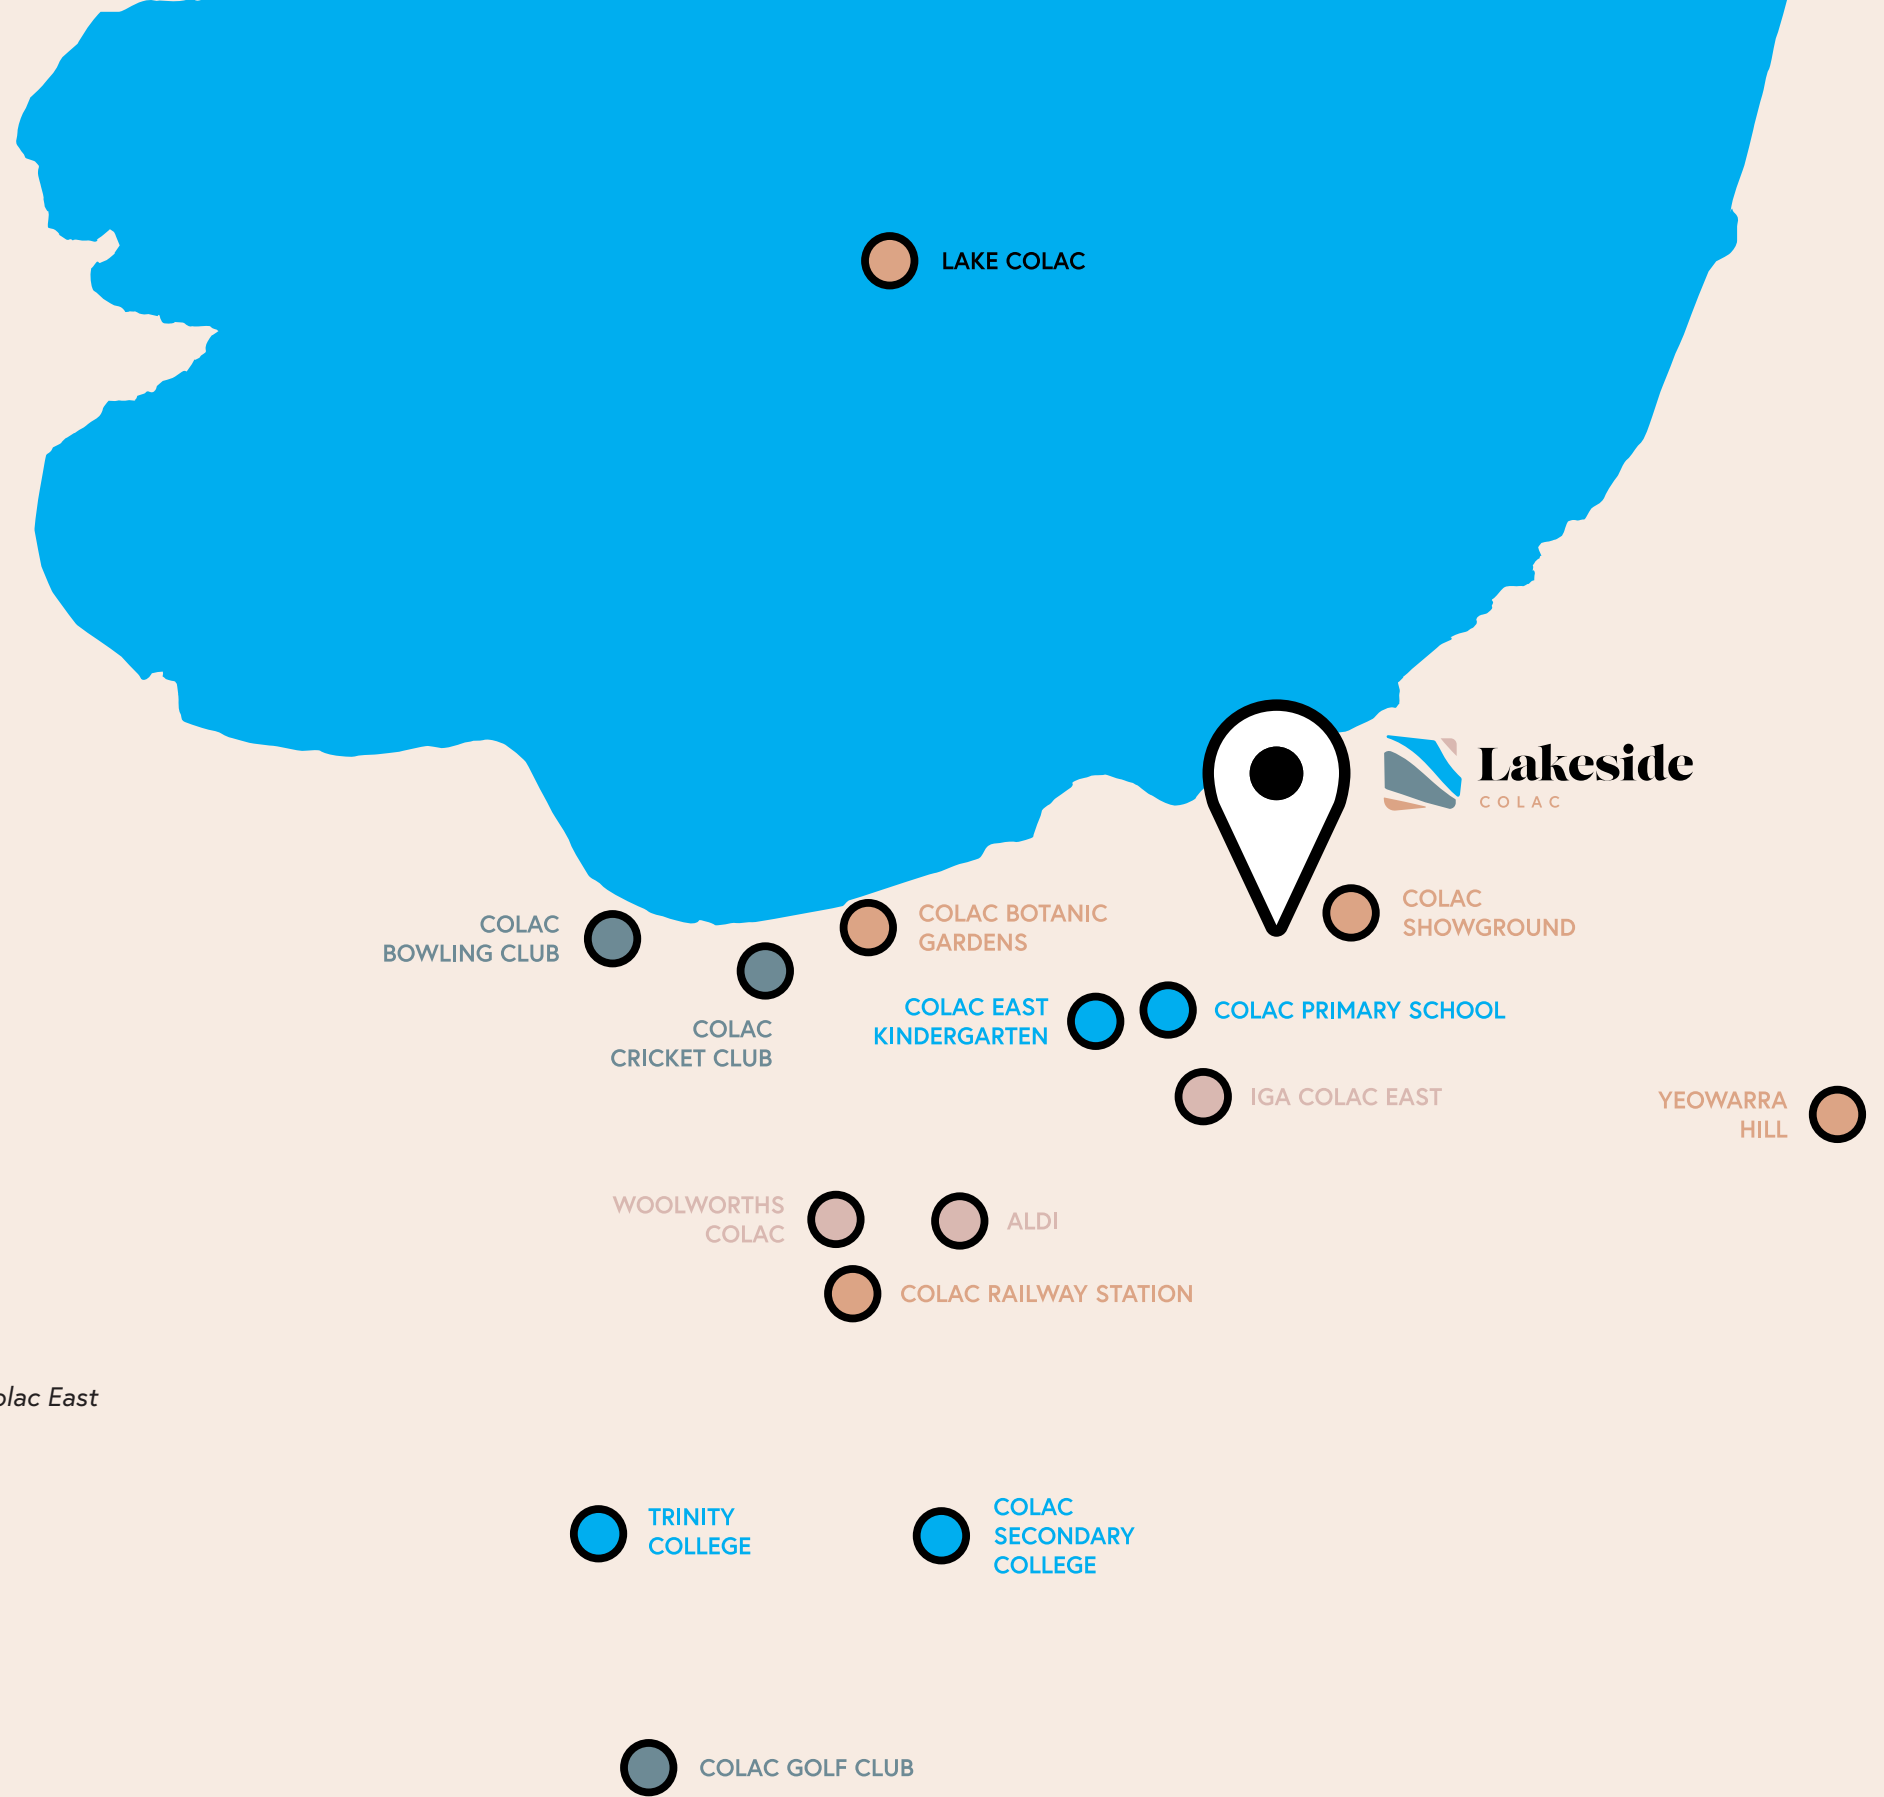 LAKE COLAC
Lakeside
COLAC
COLAC
SHOWGROUND
COLAC BOTANIC
GARDENS
COLAC
BOWLING CLUB
COLAC
CRICKET CLUB
COLAC EAST
KINDERGARTEN
COLAC PRIMARY SCHOOL
IGA COLAC EAST
YEOWARRA
HILL
WOOLWORTHS
COLAC
ALDI
COLAC RAILWAY STATION
East
TRINITY
COLLEGE
COLAC
SECONDARY
COLLEGE
COLAC GOLF CLUB